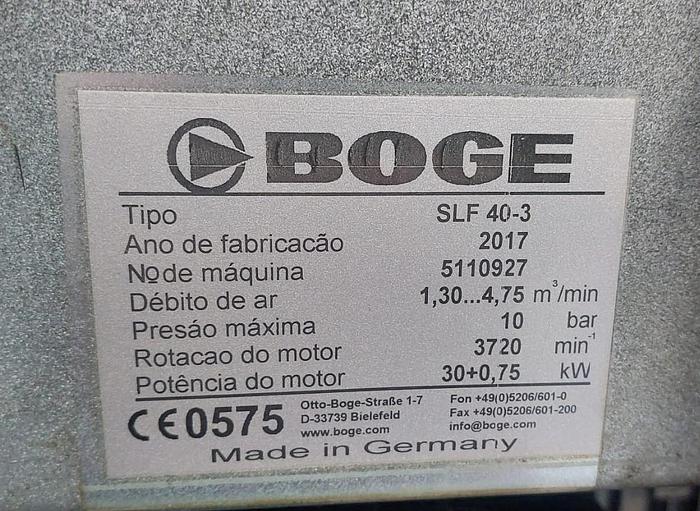 BOGE
Tipo SLF 40-3
Ano de fabricacão 2017
Nº de máquina 5110927
Débito de ar 1,30...4,75 m³/min
Presáo máxima 10 bar
Rotacao do motor 3720 min⁻¹
Potência do motor 30+0,75 kW
CE0575
Otto-Boge-Straße 1-7
D-33739 Bielefeld
www.boge.com
Fon +49(0)5206/601-0
Fax +49(0)5206/601-200
info@boge.com
Made in Germany